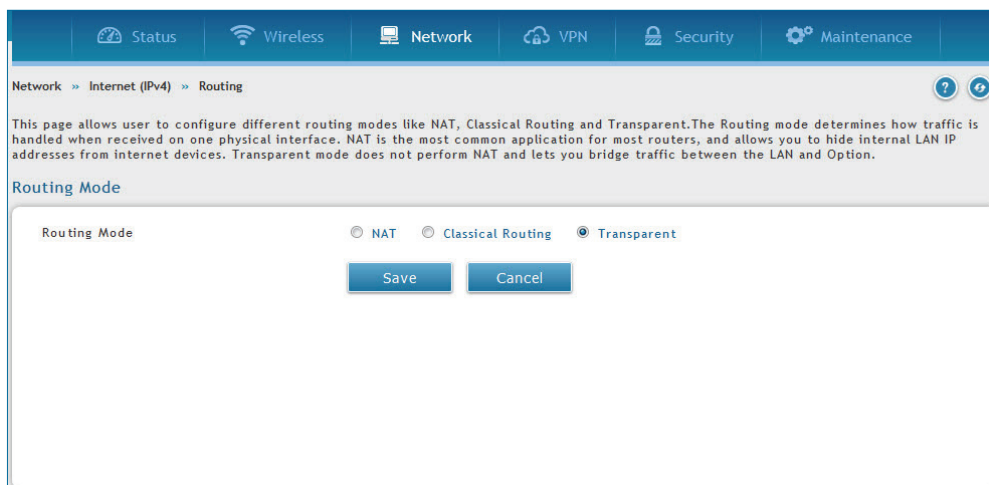 Status Wireless Network VPN Security Maintenance
Network » Internet (IPv4) » Routing
This page allows user to configure different routing modes like NAT, Classical Routing and Transparent.The Routing mode determines how traffic is
handled when received on one physical interface. NAT is the most common application for most routers, and allows you to hide internal LAN IP
addresses from internet devices. Transparent mode does not perform NAT and lets you bridge traffic between the LAN and Option.
Routing Mode
Routing Mode NAT Classical Routing Transparent
Save Cancel